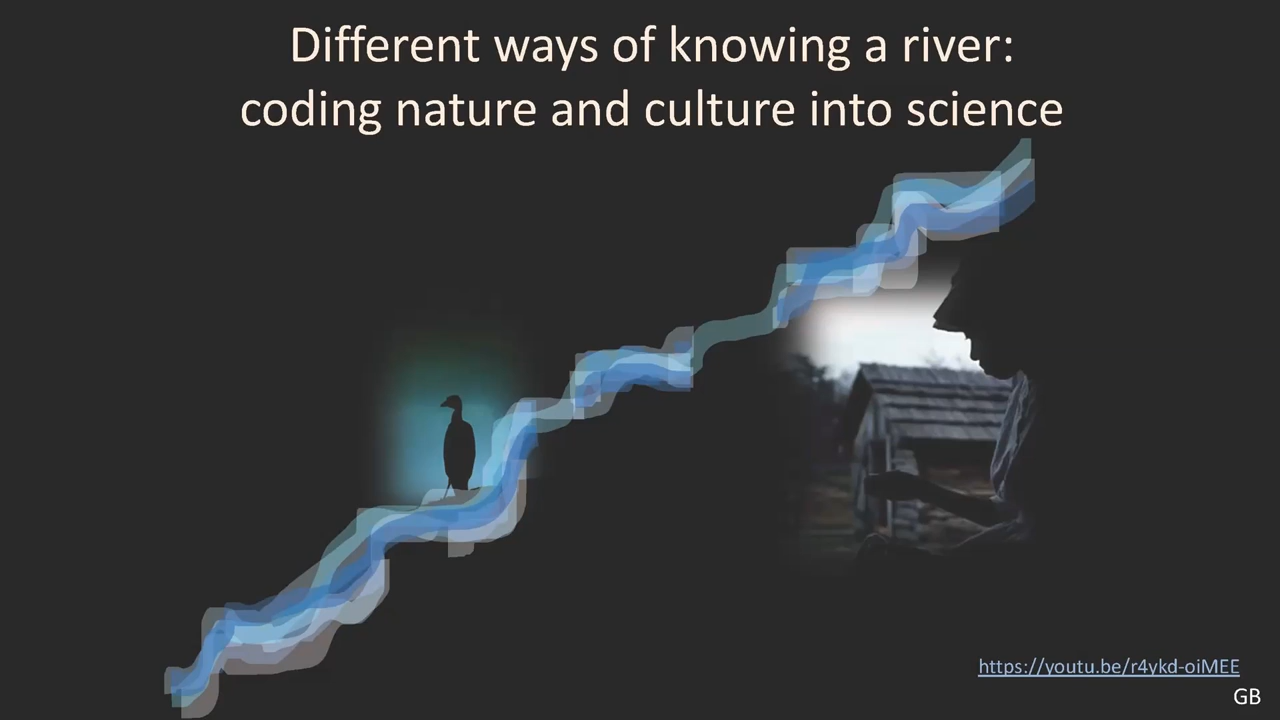 Different ways of knowing a river:
coding nature and culture into science
https://youtu.be/r4ykd-oiMEE
GB